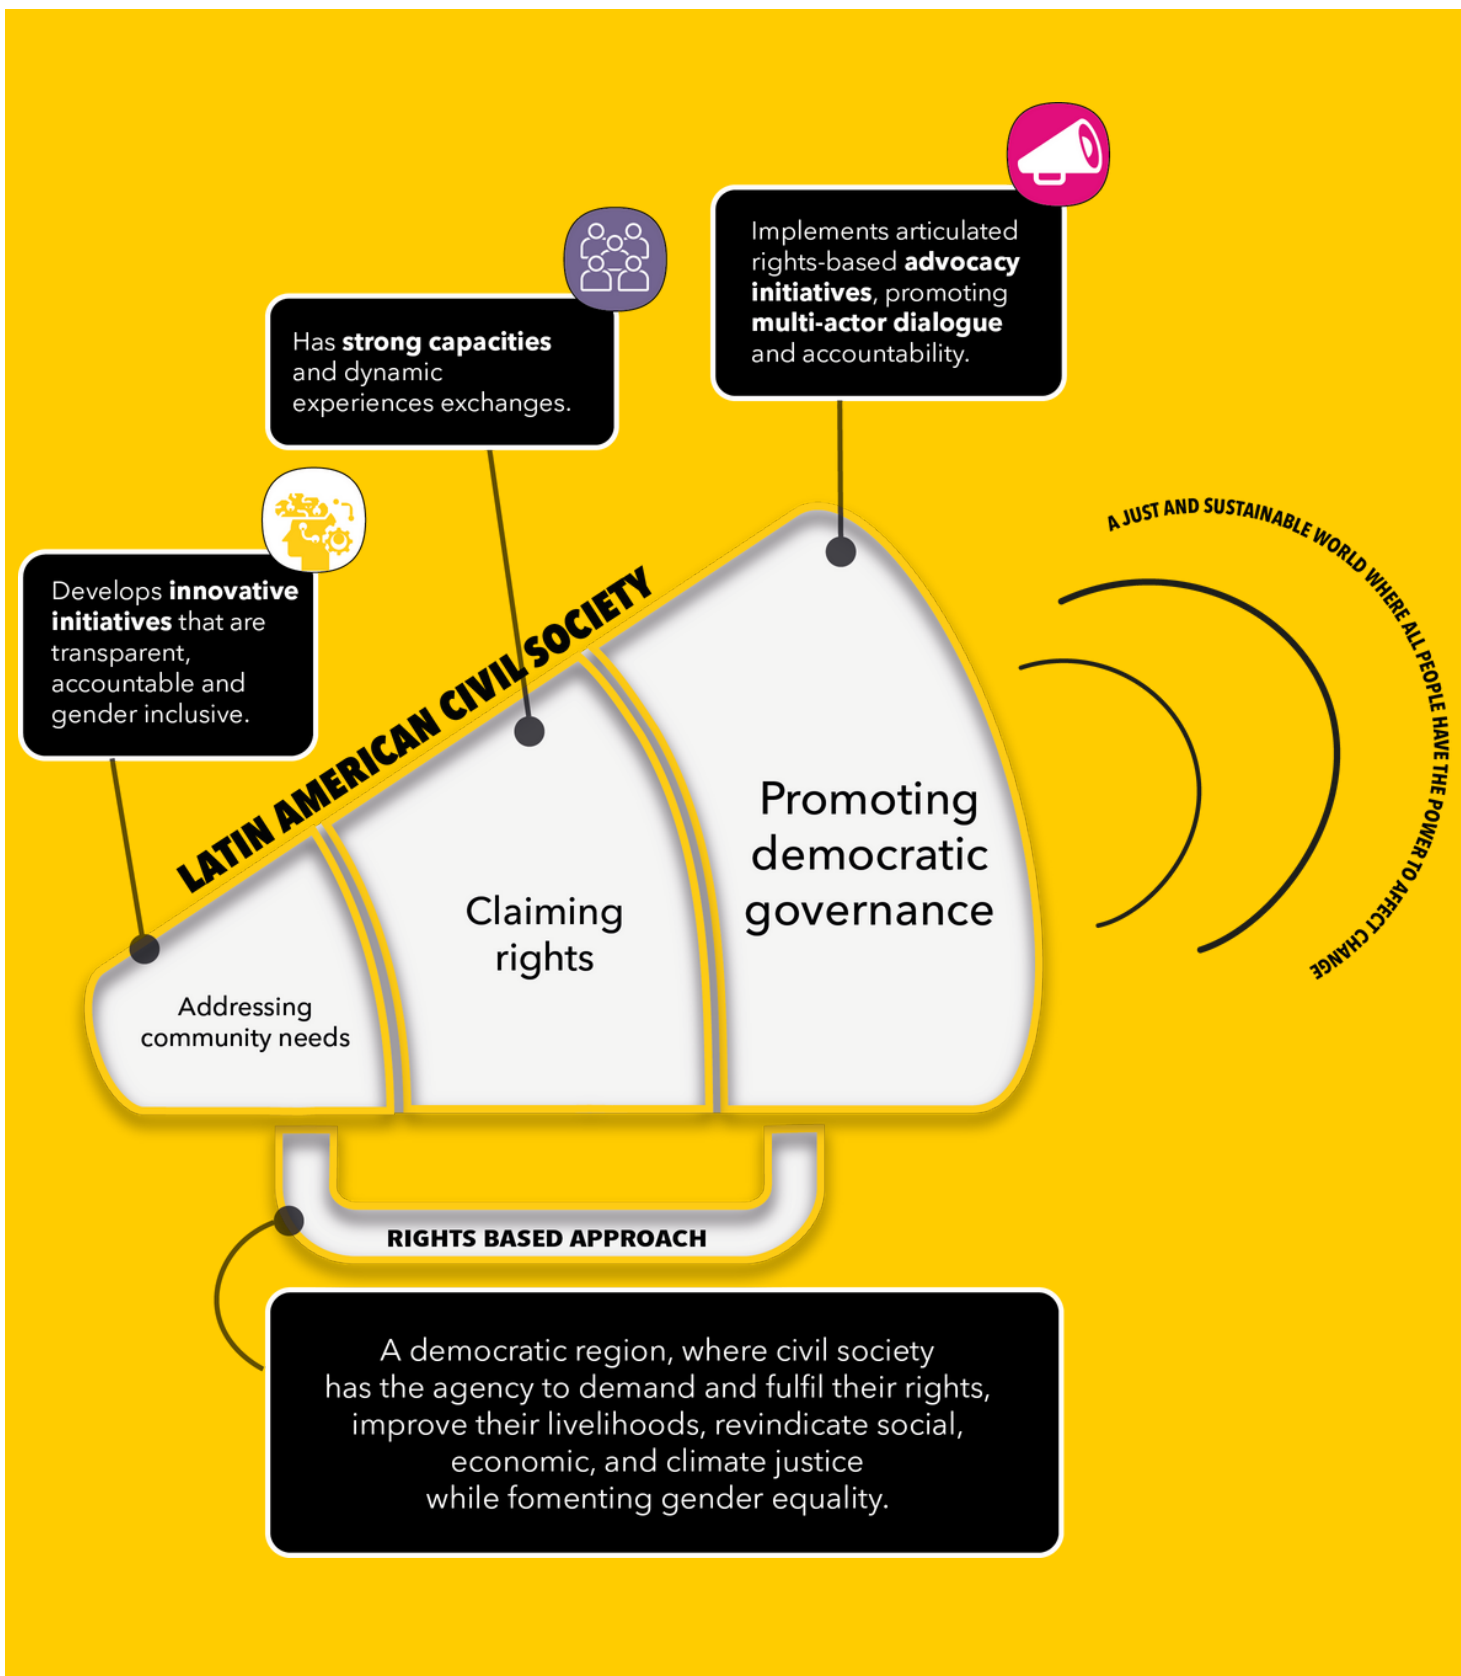 Implements articulated
rights-based advocacy
initiatives, promoting
multi-actor dialogue
and accountability.
Has strong capacities
and dynamic
experiences exchanges.
Develops innovative
initiatives that are
transparent,
accountable and
gender inclusive.
LATIN AMERICAN CIVIL SOCIETY
A JUST AND SUSTAINABLE WORLD WHERE ALL PEOPLE HAVE THE POWER TO AFFECT CHANGE
Addressing
community needs
Claiming
rights
Promoting
democratic
governance
RIGHTS BASED APPROACH
A democratic region, where civil society
has the agency to demand and fulfil their rights,
improve their livelihoods, revindicate social,
economic, and climate justice
while fomenting gender equality.